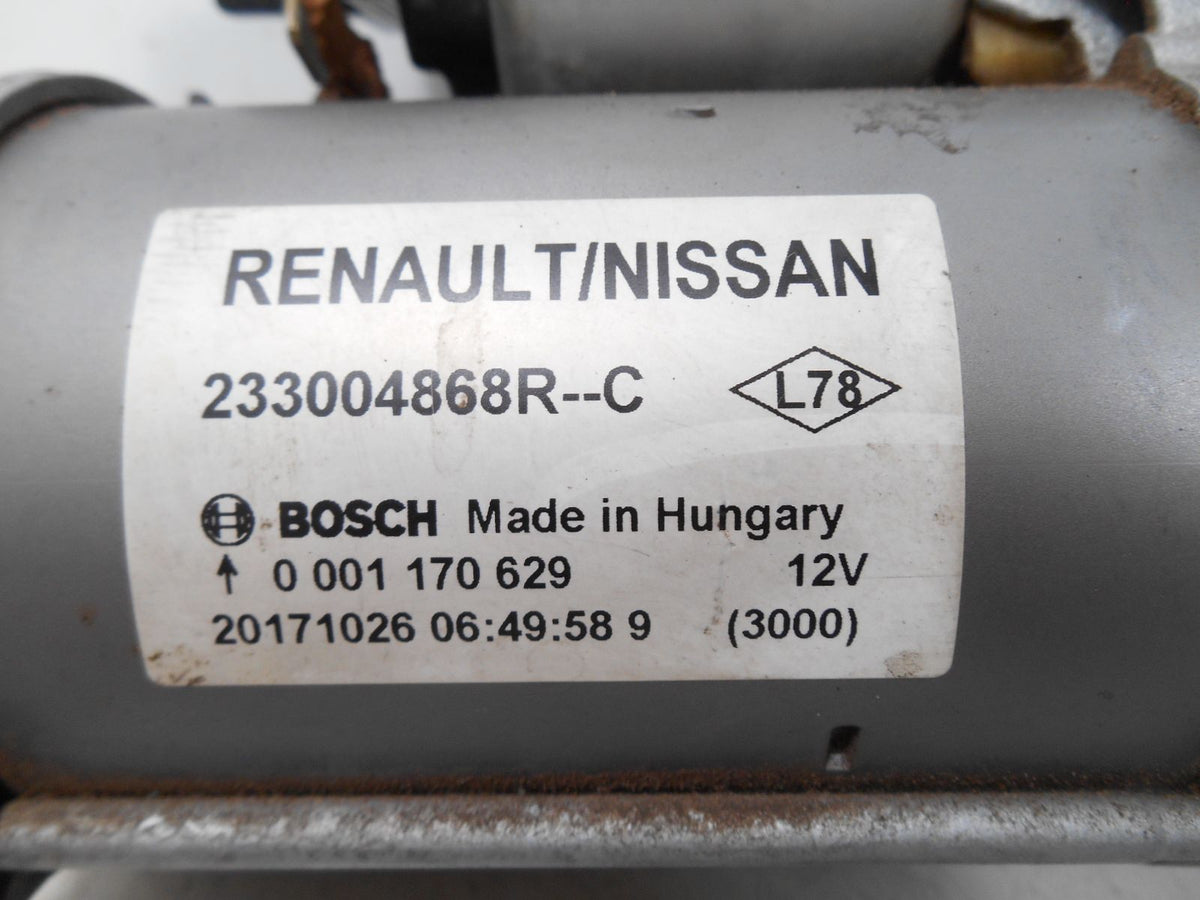 RENAULT/NISSAN
233004868R--C L78
BOSCH Made in Hungary
↑ 0 001 170 629 12V
20171026 06:49:58 9 (3000)